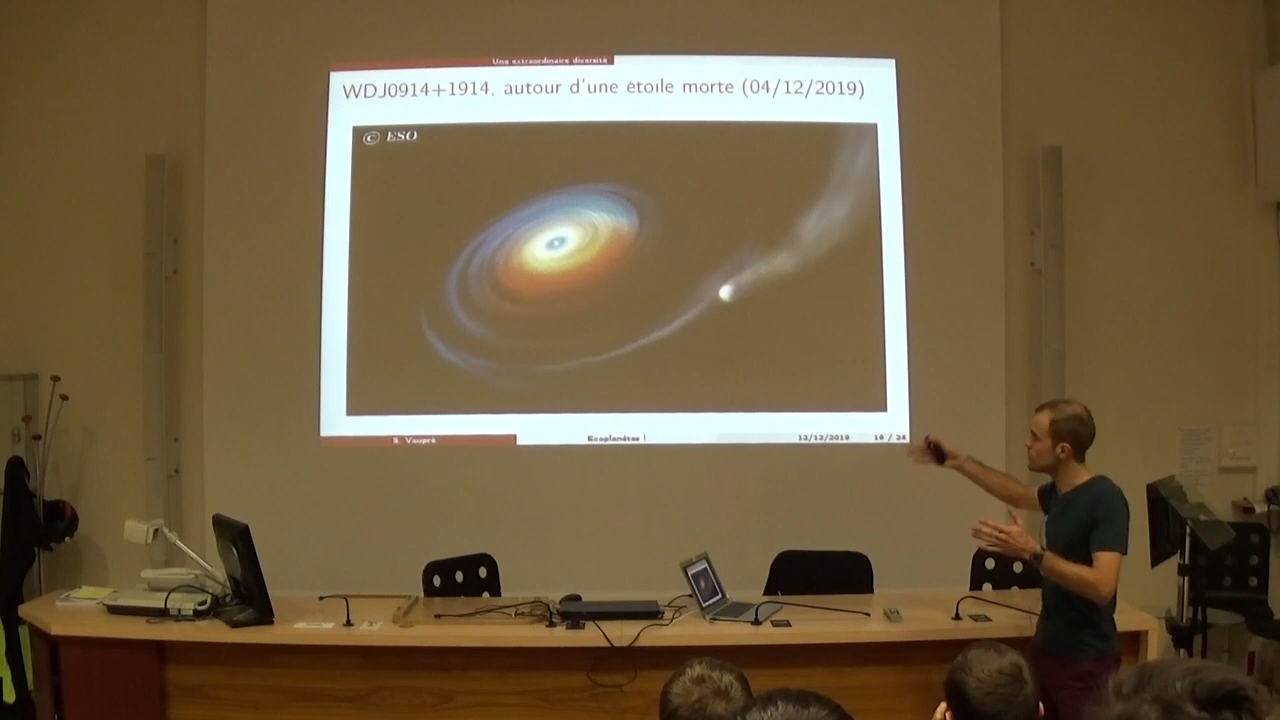 Une extraordinaire diversité
WDJ0914+1914, autour d'une étoile morte (04/12/2019)
© ESO
S. Vaupré
Exoplanètes !
12/12/2019
18 / 24